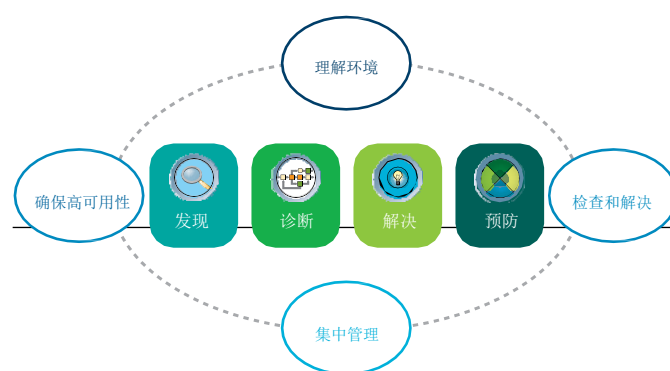 理解环境
确保高可用性
发现
诊断
解决
预防
检查和解决
集中管理